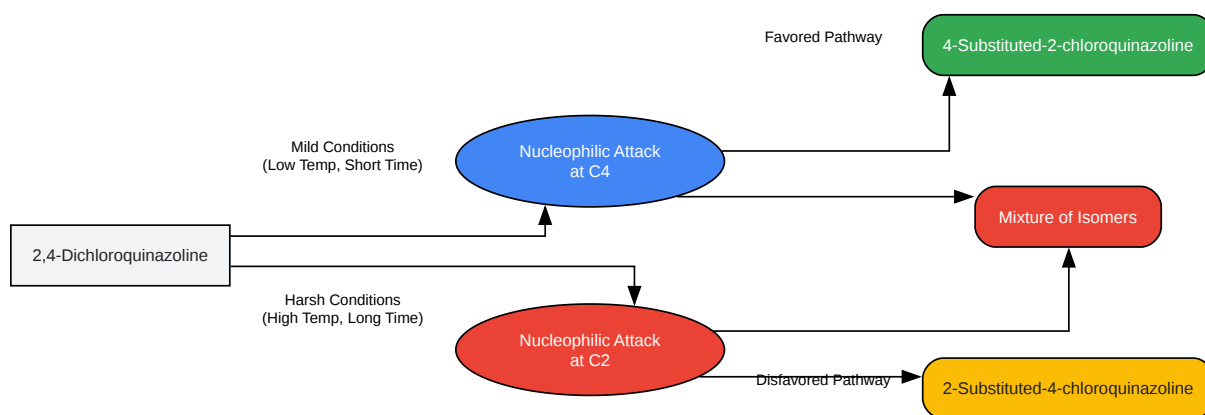 Favored Pathway
4-Substituted-2-chloroquinazoline
Mild Conditions
(Low Temp, Short Time)
Nucleophilic Attack
at C4
Mixture of Isomers
2,4-Dichloroquinazoline
Harsh Conditions
(High Temp, Long Time)
Nucleophilic Attack
at C2
Disfavored Pathway
2-Substituted-4-chloroquinazoline